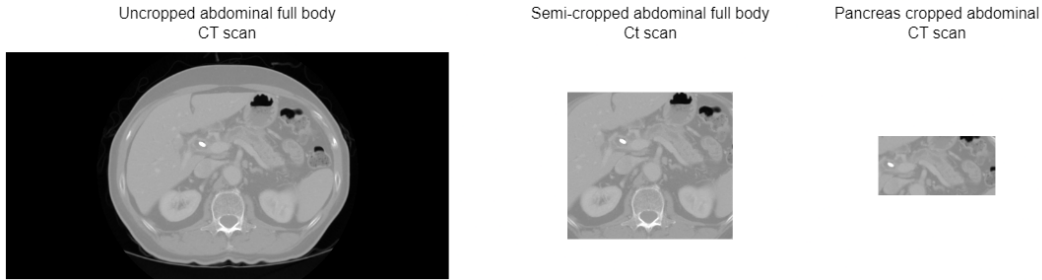 Uncropped abdominal full body
CT scan
Semi-cropped abdominal full body
Ct scan
Pancreas cropped abdominal
CT scan